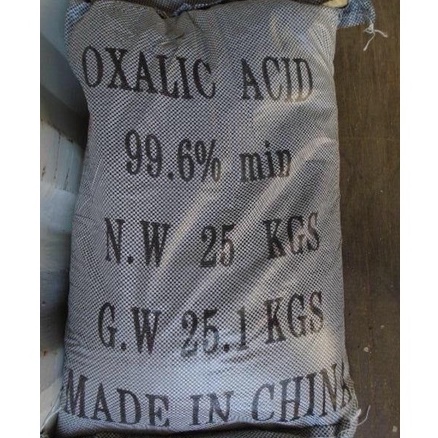 OXALIC ACID
99.6% min
N.W 25 KGS
G.W 25.1 KGS
MADE IN CHINA